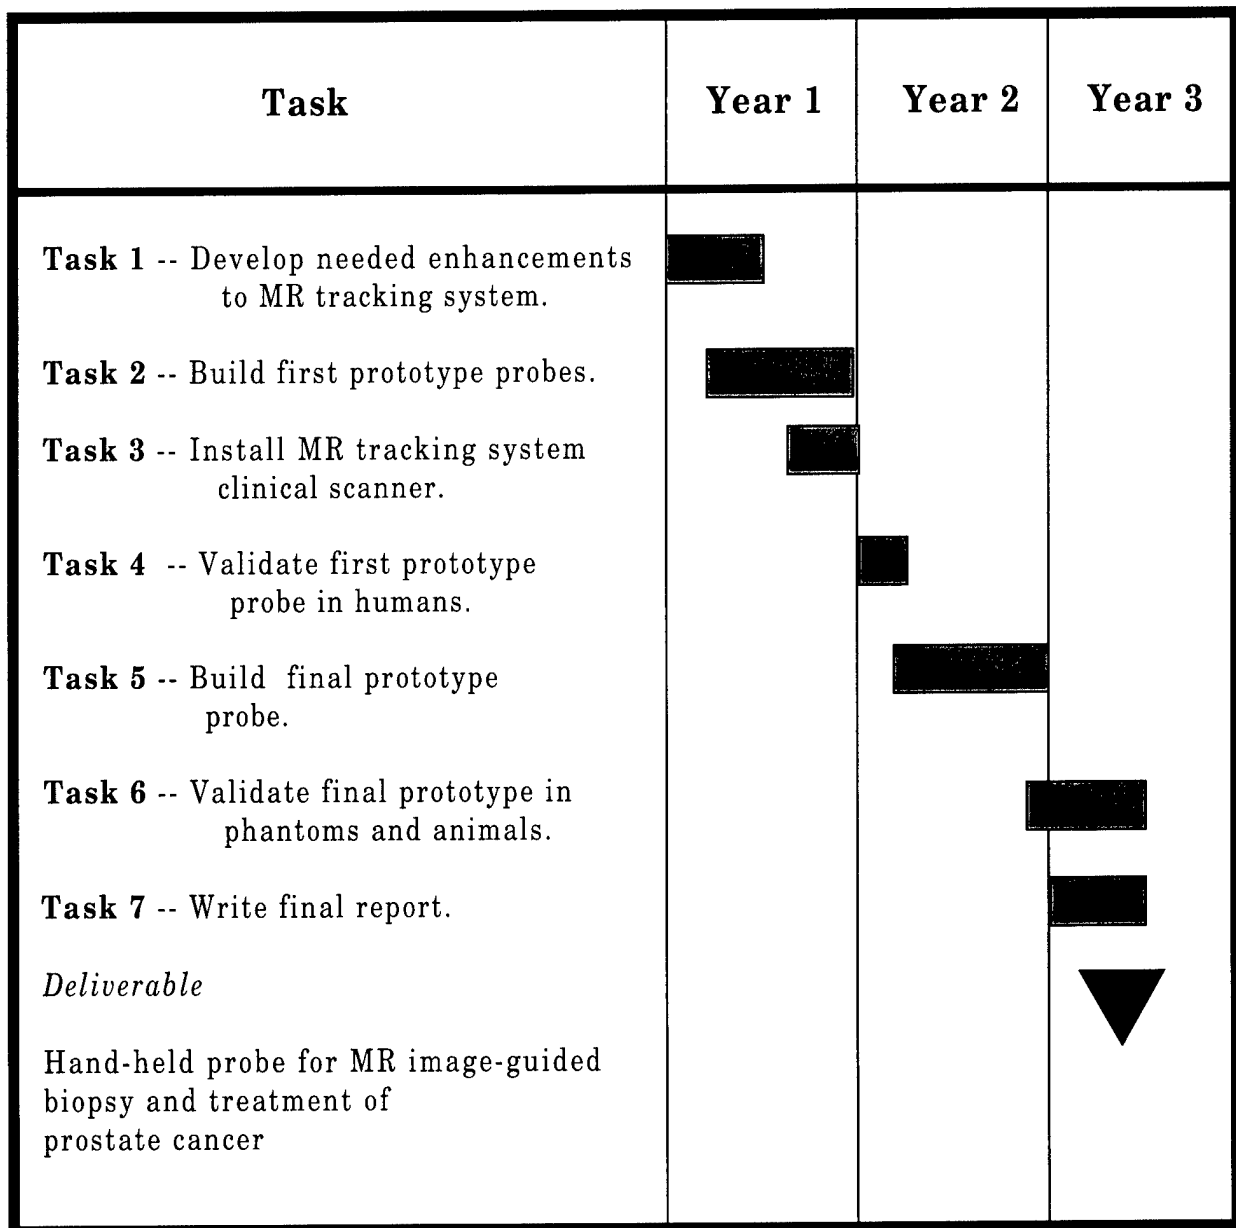 Task Year 1 Year 2 Year 3
Task 1 -- Develop needed enhancements
to MR tracking system.
Task 2 -- Build first prototype probes.
Task 3 -- Install MR tracking system
clinical scanner.
Task 4 -- Validate first prototype
probe in humans.
Task 5 -- Build final prototype
probe.
Task 6 -- Validate final prototype in
phantoms and animals.
Task 7 -- Write final report.
Deliverable
Hand-held probe for MR image-guided
biopsy and treatment of
prostate cancer